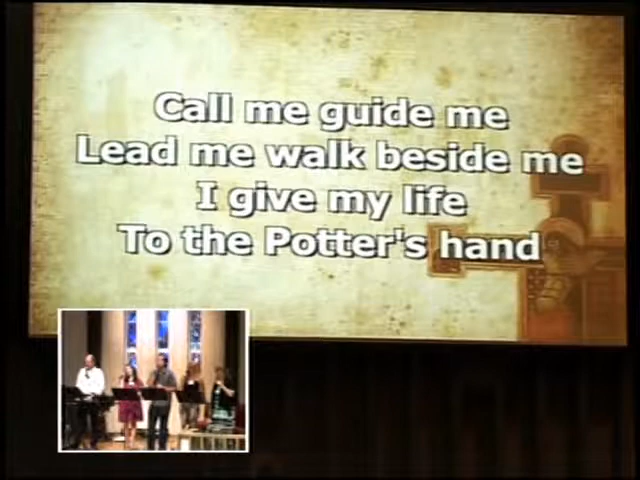 Call me guide me
Lead me walk beside me
I give my life
To the Potter's hand